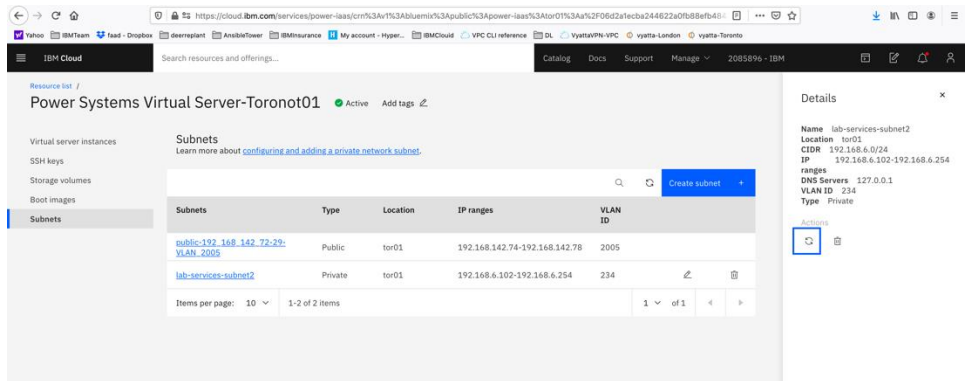 https://cloud.ibm.com/services/power-iaas/crn%3Av1%3Abluemix%3Apublic%3Apower-iaas%3Ator01%3Aa%2F06d2a1ecba244622a0fb88efb484
Yahoo IBMTeam faad - Dropbox deerreplant AnsibleTower IBMInsurance My account - Hyper... IBMClouid VPC CLI reference DL VyattaVPN-VPC vyatta-London vyatta-Toronto
IBM Cloud Search resources and offerings... Catalog Docs Support Manage 2085896 - IBM
Resource list /
Power Systems Virtual Server-Toronot01 Active Add tags
Virtual server instances
SSH keys
Storage volumes
Boot images
Subnets
Subnets
Learn more about configuring and adding a private network subnet.
Create subnet +
Subnets Type Location IP ranges VLAN
ID
public-192_168_142_72-29-
VLAN_2005 Public tor01 192.168.142.74-192.168.142.78 2005
lab-services-subnet2 Private tor01 192.168.6.102-192.168.6.254 234
Items per page: 10 1-2 of 2 items 1 of 1
Details
Name lab-services-subnet2
Location tor01
CIDR 192.168.6.0/24
IP 192.168.6.102-192.168.6.254
ranges
DNS Servers 127.0.0.1
VLAN ID 234
Type Private
Actions